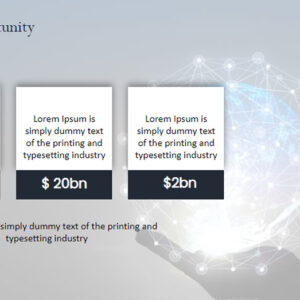 tunity
Lorem Ipsum is
simply dummy text
of the printing and
typesetting industry
$ 20bn
Lorem Ipsum is
simply dummy text
of the printing and
typesetting industry
$2bn
simply dummy text of the printing and
typesetting industry